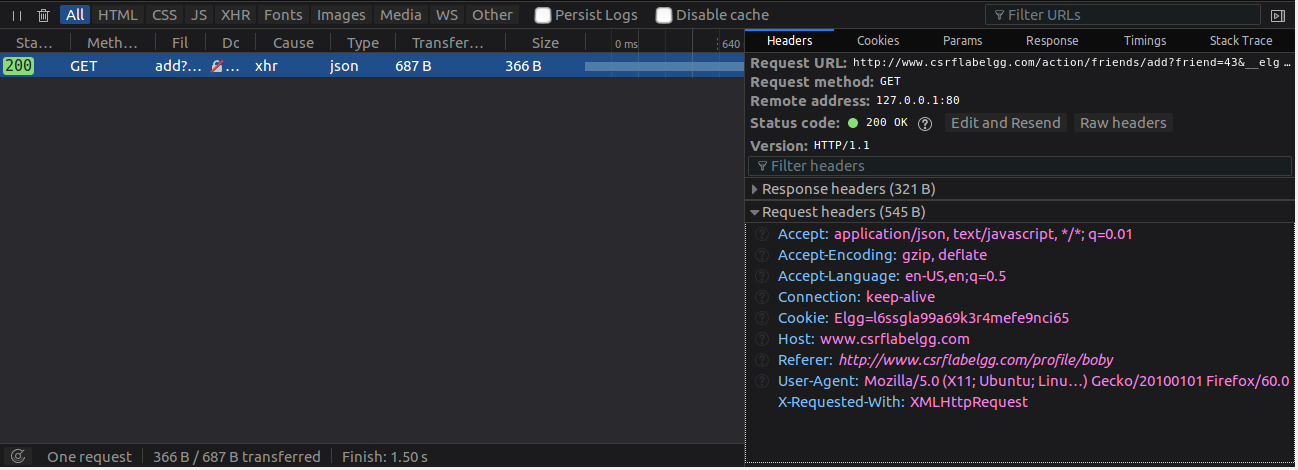 All HTML CSS JS XHR Fonts Images Media WS Other Persist Logs Disable cache Filter URLs
Sta… Meth… Fil Dc Cause Type Transfer… Size 0 ms 640
200 GET add?… … xhr json 687 B 366 B
Headers Cookies Params Response Timings Stack Trace
Request URL: http://www.csrflabelgg.com/action/friends/add?friend=43&__elg …
Request method: GET
Remote address: 127.0.0.1:80
Status code: 200 OK ? Edit and Resend Raw headers
Version: HTTP/1.1
Filter headers
Response headers (321 B)
Request headers (545 B)
? Accept: application/json, text/javascript, */*; q=0.01
? Accept-Encoding: gzip, deflate
? Accept-Language: en-US,en;q=0.5
? Connection: keep-alive
? Cookie: Elgg=l6ssgla99a69k3r4mefe9nci65
? Host: www.csrflabelgg.com
? Referer: http://www.csrflabelgg.com/profile/boby
? User-Agent: Mozilla/5.0 (X11; Ubuntu; Linu…) Gecko/20100101 Firefox/60.0
X-Requested-With: XMLHttpRequest
One request 366 B / 687 B transferred Finish: 1.50 s